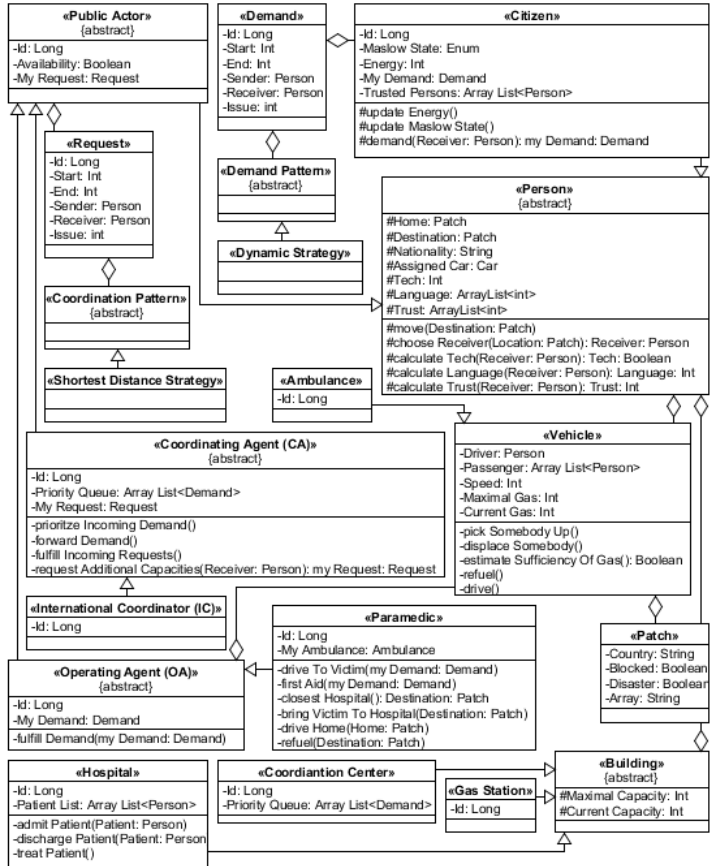 «Public Actor»
{abstract}
-Id: Long
-Availability: Boolean
-My Request: Request
«Demand»
-Id: Long
-Start: Int
-End: Int
-Sender: Person
-Receiver: Person
-Issue: int
«Citizen»
-Id: Long
-Maslow State: Enum
-Energy: Int
-My Demand: Demand
-Trusted Persons: Array List<Person>
#update Energy()
#update Maslow State()
#demand(Receiver: Person): my Demand: Demand
«Request»
-Id: Long
-Start: Int
-End: Int
-Sender: Person
-Receiver: Person
-Issue: int
«Demand Pattern»
{abstract}
«Dynamic Strategy»
«Person»
{abstract}
#Home: Patch
#Destination: Patch
#Nationality: String
#Assigned Car: Car
#Tech: Int
#Language: ArrayList<int>
#Trust: ArrayList<int>
#move(Destination: Patch)
#choose Receiver(Location: Patch): Receiver: Person
#calculate Tech(Receiver: Person): Tech: Boolean
#calculate Language(Receiver: Person): Language: Int
#calculate Trust(Receiver: Person): Trust: Int
«Coordination Pattern»
{abstract}
«Shortest Distance Strategy»
«Ambulance»
-Id: Long
«Coordinating Agent (CA)»
{abstract}
-Id: Long
-Priority Queue: Array List<Demand>
-My Request: Request
-prioritze Incoming Demand()
-forward Demand()
-fulfill Incoming Requests()
-request Additional Capacities(Receiver: Person): my Request: Request
«Vehicle»
-Driver: Person
-Passenger: Array List<Person>
-Speed: Int
-Maximal Gas: Int
-Current Gas: Int
-pick Somebody Up()
-displace Somebody()
-estimate Sufficiency Of Gas(): Boolean
-refuel()
-drive()
«International Coordinator (IC)»
-Id: Long
«Paramedic»
-Id: Long
-My Ambulance: Ambulance
-drive To Victim(my Demand: Demand)
-first Aid(my Demand: Demand)
-closest Hospital(): Destination: Patch
-bring Victim To Hospital(Destination: Patch)
-drive Home(Home: Patch)
-refuel(Destination: Patch)
«Patch»
-Country: String
-Blocked: Boolean
-Disaster: Boolean
-Array: String
«Operating Agent (OA)»
{abstract}
-Id: Long
-My Demand: Demand
-fulfill Demand(my Demand: Demand)
«Hospital»
-Id: Long
-Patient List: Array List<Person>
-admit Patient(Patient: Person)
-discharge Patient(Patient: Person
-treat Patient()
«Coordiantion Center»
-Id: Long
-Priority Queue: Array List<Demand>
«Gas Station»
-Id: Long
«Building»
{abstract}
#Maximal Capacity: Int
#Current Capacity: Int